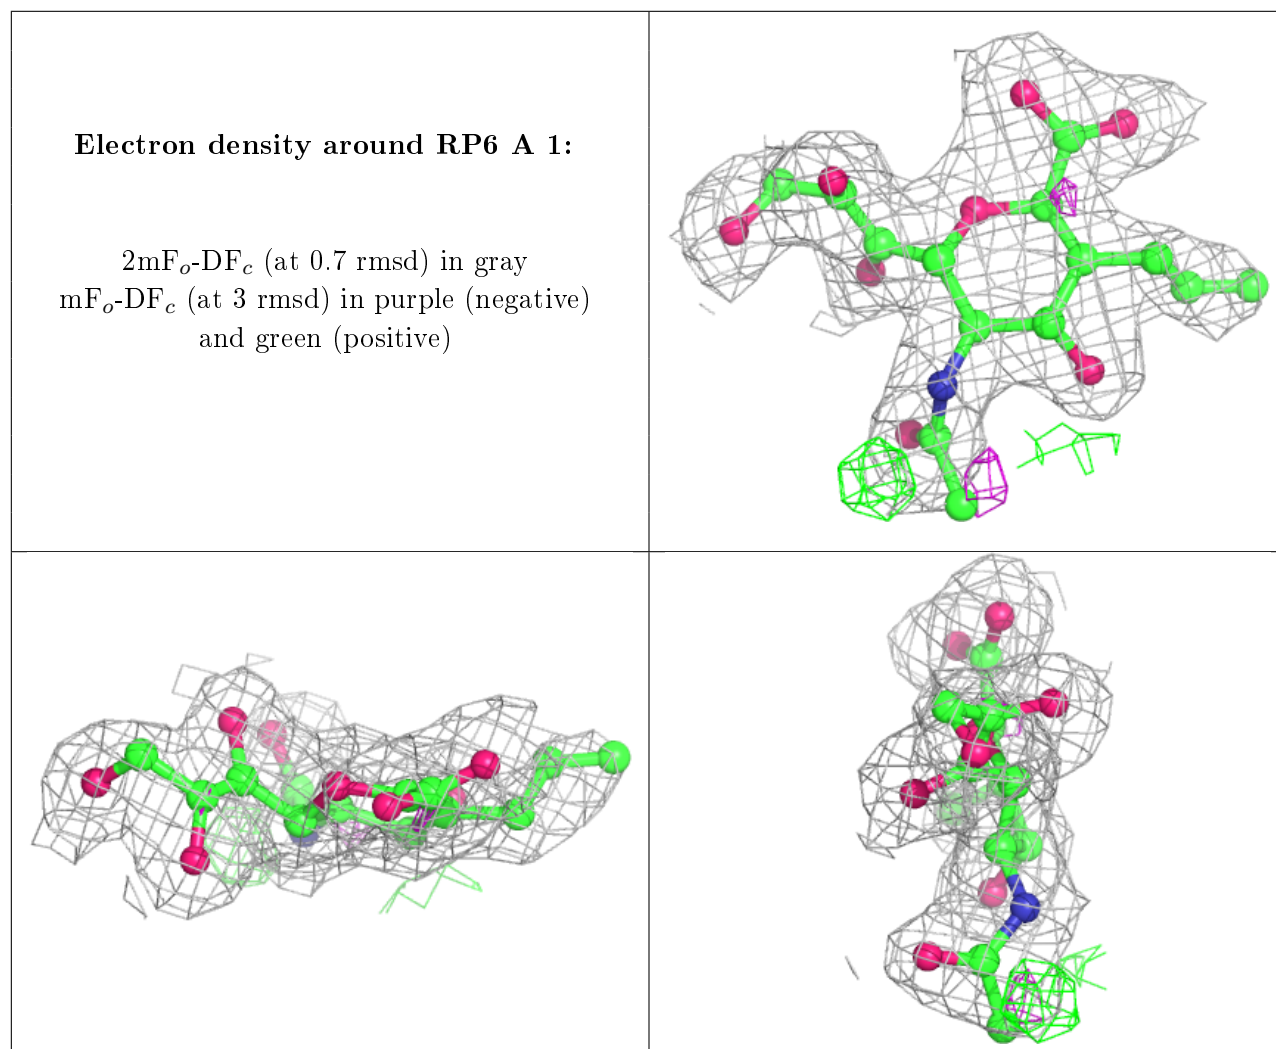 Electron density around RP6 A 1:
2mFo-DFc (at 0.7 rmsd) in gray
mFo-DFc (at 3 rmsd) in purple (negative)
and green (positive)